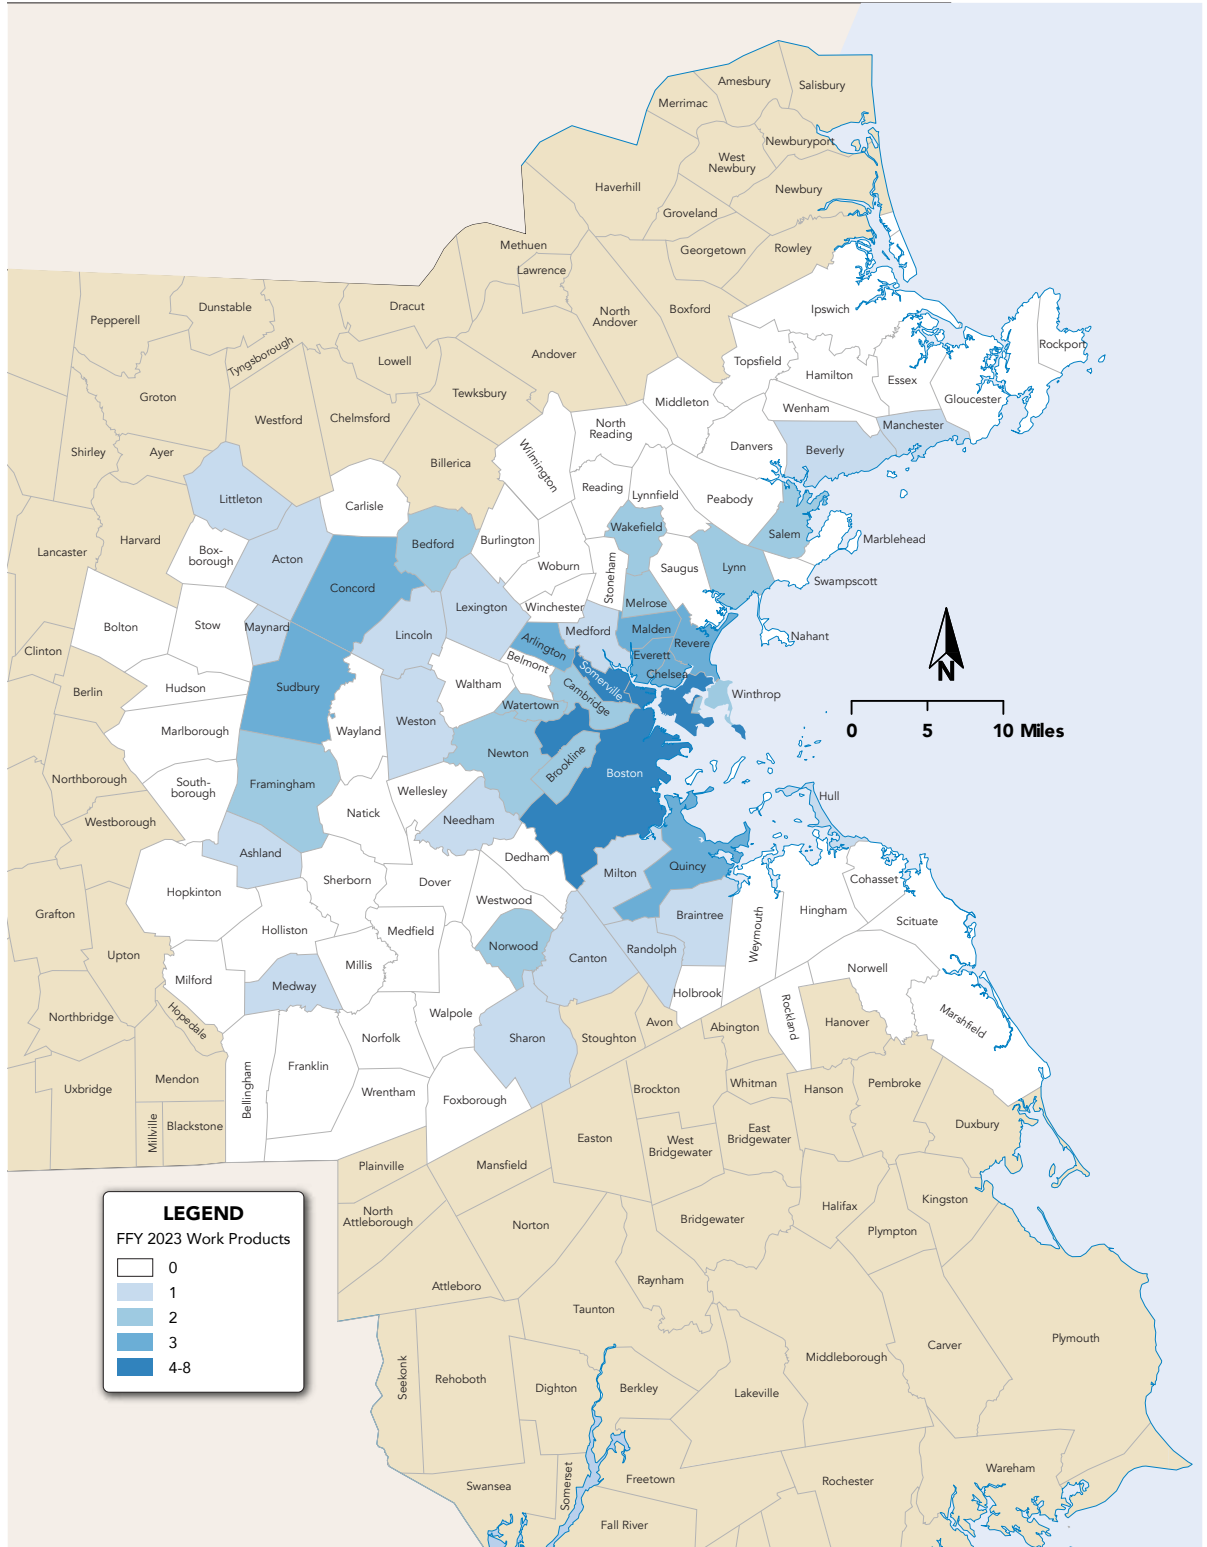 Amesbury
Salisbury
Merrimac
Newburyport
West
Newbury
Haverhill
Newbury
Groveland
Methuen
Georgetown
Rowley
Lawrence
Dunstable
Dracut
Pepperell
North
Andover
Boxford
Ipswich
Tyngsborough
Lowell
Andover
Topsfield
Rockport
Hamilton
Essex
Groton
Tewksbury
Middleton
Wenham
Gloucester
Westford
Chelmsford
North
Reading
Manchester
Shirley
Ayer
Billerica
Wilmington
Danvers
Beverly
Littleton
Carlisle
Reading
Lynnfield
Peabody
Wakefield
Salem
Marblehead
Lancaster
Harvard
Box-
borough
Acton
Bedford
Burlington
Woburn
Stoneham
Saugus
Lynn
Swampscott
Concord
Lexington
Winchester
Melrose
Bolton
Stow
Maynard
Lincoln
Arlington
Medford
Malden
Revere
Nahant
Clinton
Belmont
Everett
Chelsea
Somerville
Berlin
Hudson
Sudbury
Waltham
Cambridge
Winthrop
Watertown
Marlborough
Wayland
Weston
Newton
Brookline
Boston
N
0
5
10 Miles
Northborough
South-
borough
Framingham
Wellesley
Hull
Westborough
Natick
Needham
Ashland
Dedham
Milton
Quincy
Hopkinton
Sherborn
Dover
Westwood
Cohasset
Grafton
Holliston
Medfield
Braintree
Weymouth
Hingham
Scituate
Upton
Milford
Millis
Norwood
Canton
Randolph
Norwell
Medway
Holbrook
Northbridge
Hopedale
Walpole
Avon
Abington
Rockland
Hanover
Marshfield
Norfolk
Sharon
Stoughton
Uxbridge
Mendon
Bellingham
Franklin
Wrentham
Foxborough
Brockton
Whitman
Hanson
Pembroke
Millville
Blackstone
Easton
West
Bridgewater
East
Bridgewater
Duxbury
Plainville
Mansfield
Halifax
Kingston
North
Attleborough
Norton
Bridgewater
Plympton
Attleboro
Raynham
Taunton
Plymouth
Carver
Middleborough
Seekonk
Rehoboth
Dighton
Berkley
Lakeville
Swansea
Somerset
Freetown
Rochester
Wareham
Fall River
LEGEND
FFY 2023 Work Products
0
1
2
3
4-8